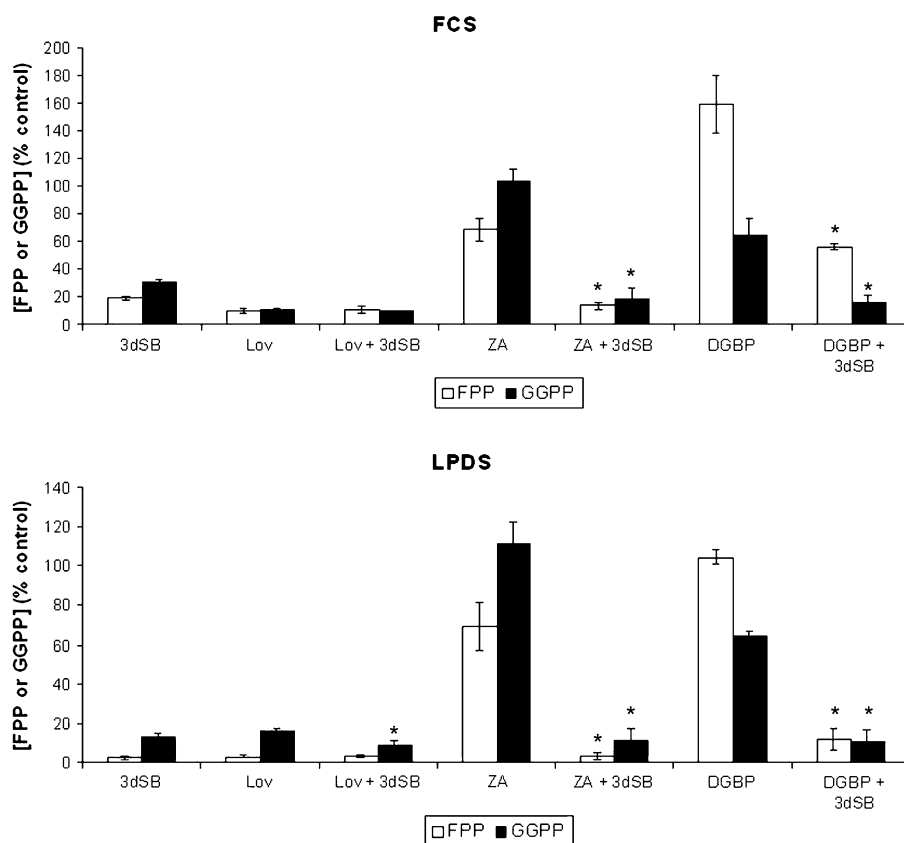 FCS
[FPP or GGPP] (% control)
200
180
160
140
120
100
80
60
40
20
0
* * * *
3dSB Lov Lov + 3dSB ZA ZA + 3dSB DGBP DGBP + 3dSB
FPP GGPP
LPDS
[FPP or GGPP] (% control)
140
120
100
80
60
40
20
0
* * * * *
3dSB Lov Lov + 3dSB ZA ZA + 3dSB DGBP DGBP + 3dSB
FPP GGPP